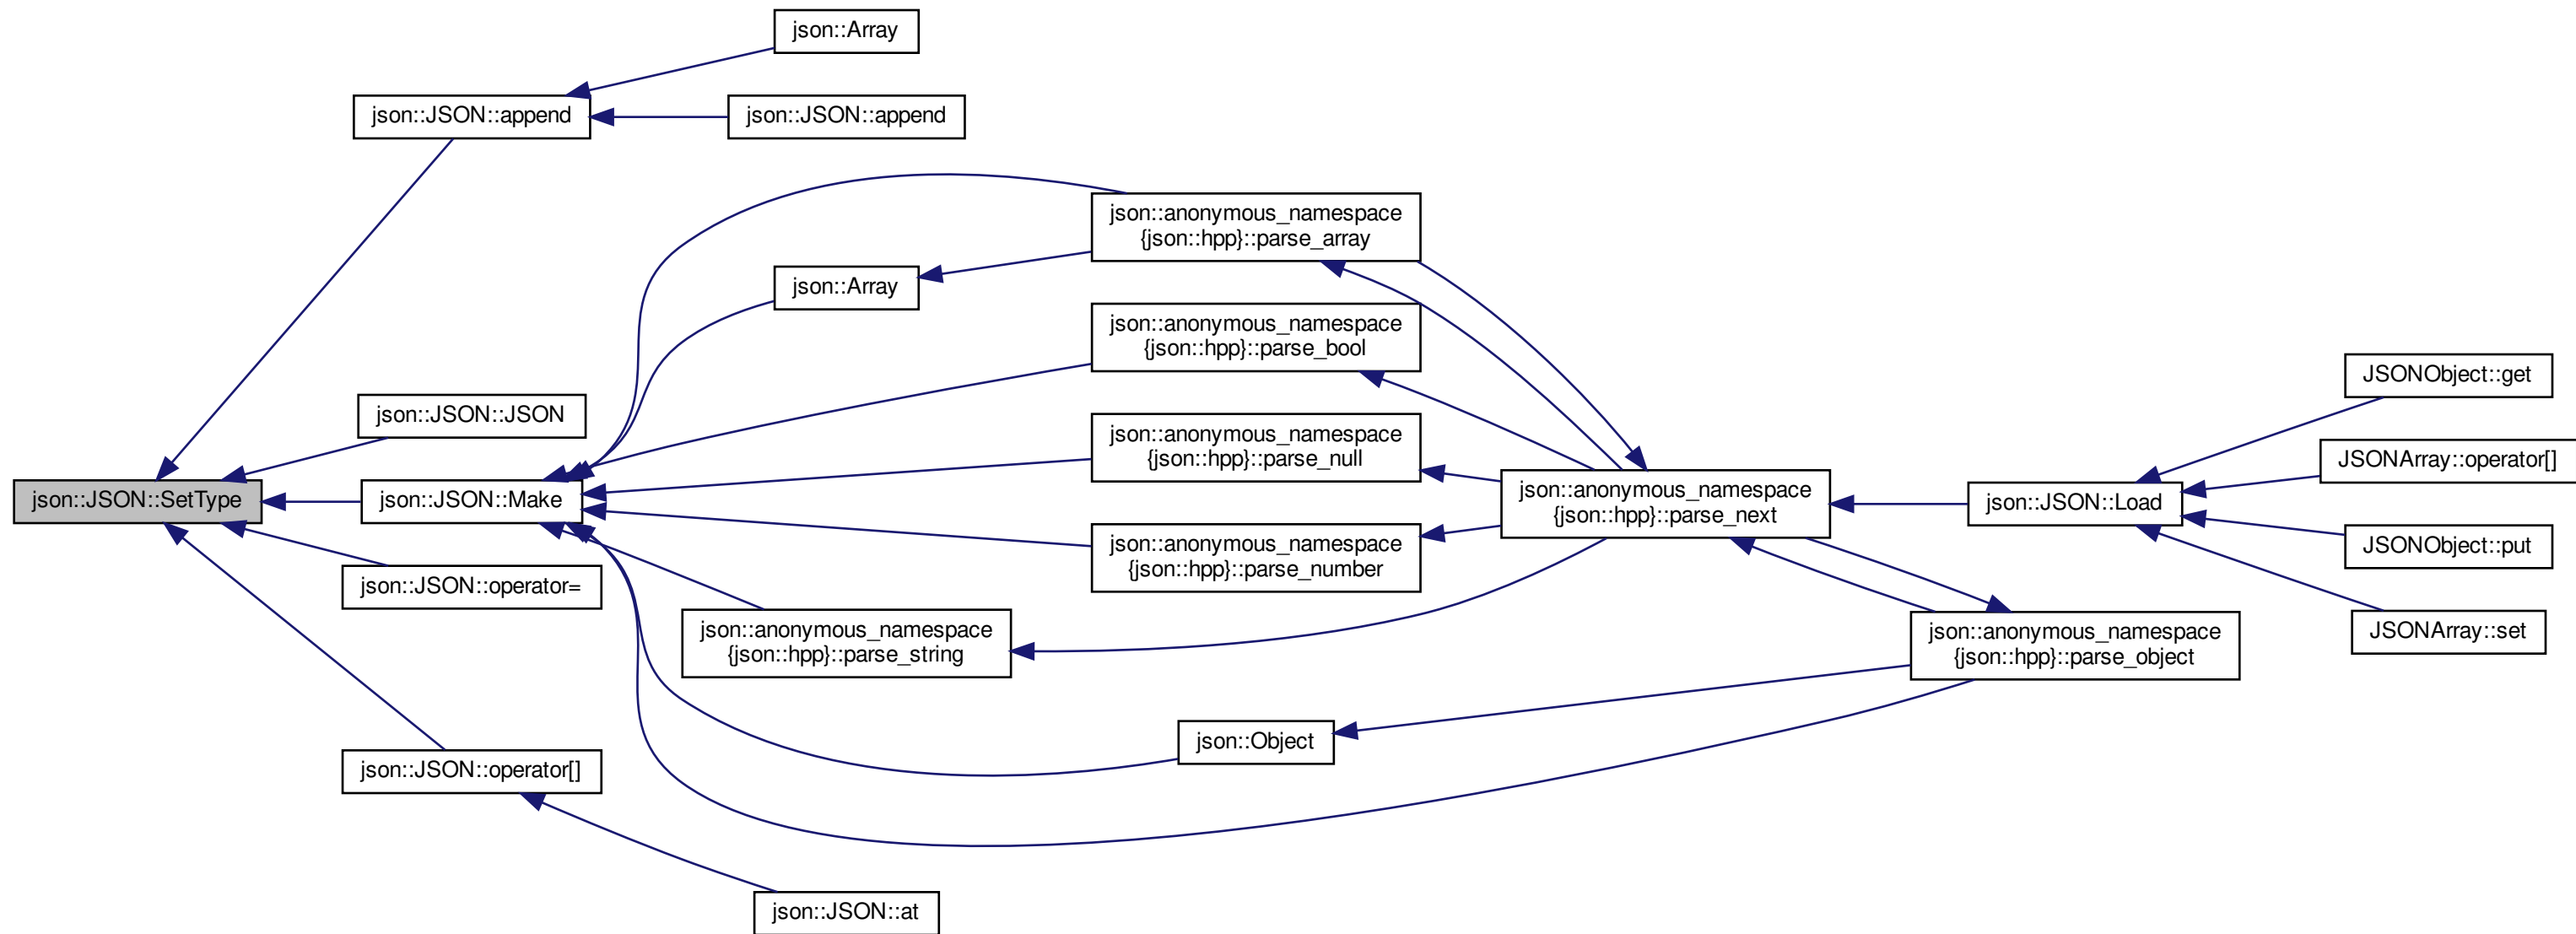 json::Array
json::JSON::append
json::JSON::append
json::anonymous_namespace
{json::hpp}::parse_array
json::Array
json::anonymous_namespace
{json::hpp}::parse_bool
JSONObject::get
json::JSON::JSON
json::anonymous_namespace
{json::hpp}::parse_null
JSONArray::operator[]
json::JSON::SetType
json::JSON::Make
json::anonymous_namespace
{json::hpp}::parse_next
json::JSON::Load
json::anonymous_namespace
{json::hpp}::parse_number
JSONObject::put
json::JSON::operator=
json::anonymous_namespace
{json::hpp}::parse_string
json::anonymous_namespace
{json::hpp}::parse_object
JSONArray::set
json::Object
json::JSON::operator[]
json::JSON::at